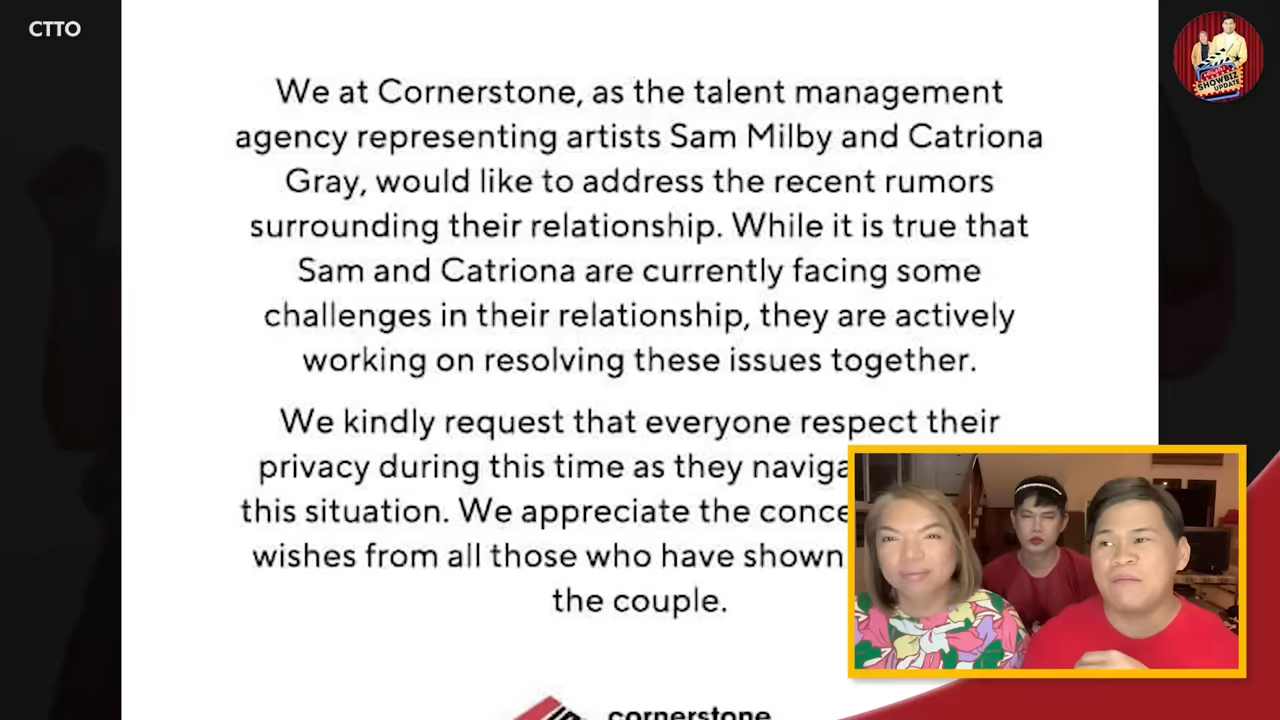 CTTO
We at Cornerstone, as the talent management
agency representing artists Sam Milby and Catriona
Gray, would like to address the recent rumors
surrounding their relationship. While it is true that
Sam and Catriona are currently facing some
challenges in their relationship, they are actively
working on resolving these issues together.
We kindly request that everyone respect their
privacy during this time as they
this situation. We appreciate the
wishes from all those who have shown
the couple.
cornerstone
SHOWBIZ
UPDATE